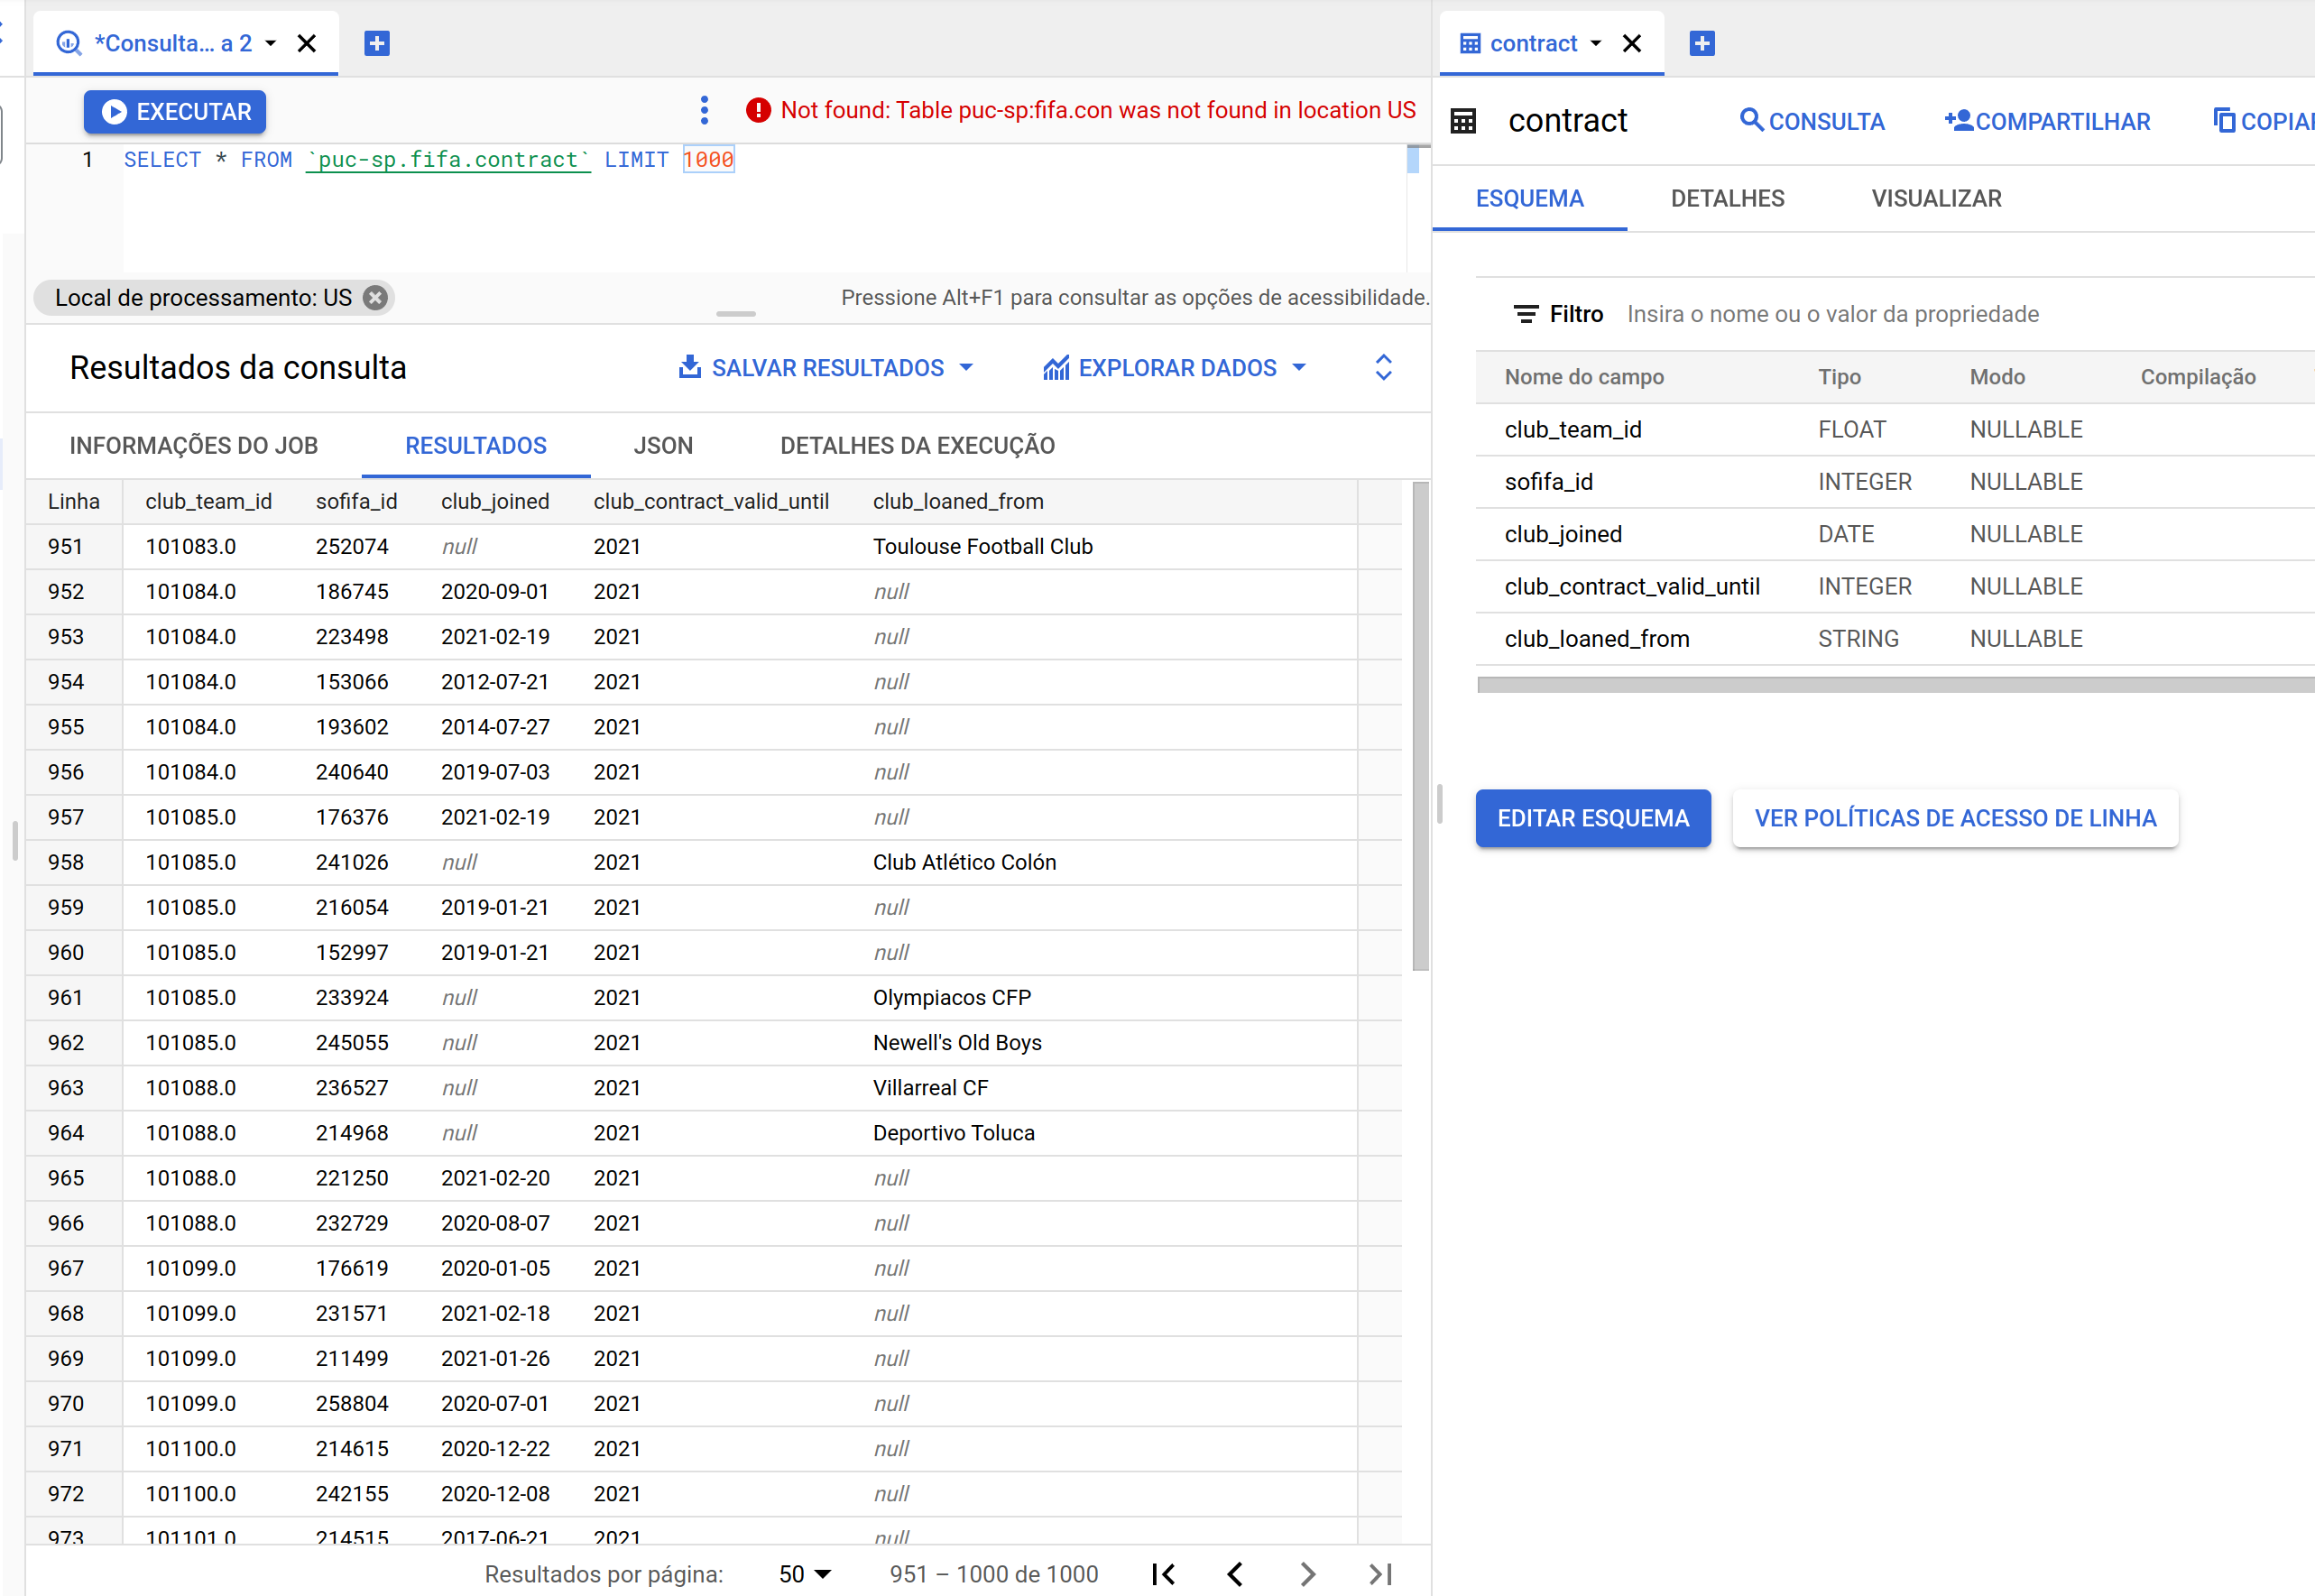 *Consulta... a 2
EXECUTAR
Not found: Table puc-sp:fifa.con was not found in location US
1 SELECT * FROM `puc-sp.fifa.contract` LIMIT 1000
Local de processamento: US
Pressione Alt+F1 para consultar as opções de acessibilidade.
Resultados da consulta
SALVAR RESULTADOS
EXPLORAR DADOS
INFORMAÇÕES DO JOB RESULTADOS JSON DETALHES DA EXECUÇÃO
Linha club_team_id sofifa_id club_joined club_contract_valid_until club_loaned_from
951 101083.0 252074 null 2021 Toulouse Football Club
952 101084.0 186745 2020-09-01 2021 null
953 101084.0 223498 2021-02-19 2021 null
954 101084.0 153066 2012-07-21 2021 null
955 101084.0 193602 2014-07-27 2021 null
956 101084.0 240640 2019-07-03 2021 null
957 101085.0 176376 2021-02-19 2021 null
958 101085.0 241026 null 2021 Club Atlético Colón
959 101085.0 216054 2019-01-21 2021 null
960 101085.0 152997 2019-01-21 2021 null
961 101085.0 233924 null 2021 Olympiacos CFP
962 101085.0 245055 null 2021 Newell's Old Boys
963 101088.0 236527 null 2021 Villarreal CF
964 101088.0 214968 null 2021 Deportivo Toluca
965 101088.0 221250 2021-02-20 2021 null
966 101088.0 232729 2020-08-07 2021 null
967 101099.0 176619 2020-01-05 2021 null
968 101099.0 231571 2021-02-18 2021 null
969 101099.0 211499 2021-01-26 2021 null
970 101099.0 258804 2020-07-01 2021 null
971 101100.0 214615 2020-12-22 2021 null
972 101100.0 242155 2020-12-08 2021 null
973 101101.0 214515 2017-06-21 2021 null
Resultados por página: 50 951 – 1000 de 1000
contract
contract
CONSULTA
COMPARTILHAR
COPIAR
ESQUEMA DETALHES VISUALIZAR
Filtro Insira o nome ou o valor da propriedade
Nome do campo Tipo Modo Compilação
club_team_id FLOAT NULLABLE
sofifa_id INTEGER NULLABLE
club_joined DATE NULLABLE
club_contract_valid_until INTEGER NULLABLE
club_loaned_from STRING NULLABLE
EDITAR ESQUEMA
VER POLÍTICAS DE ACESSO DE LINHA